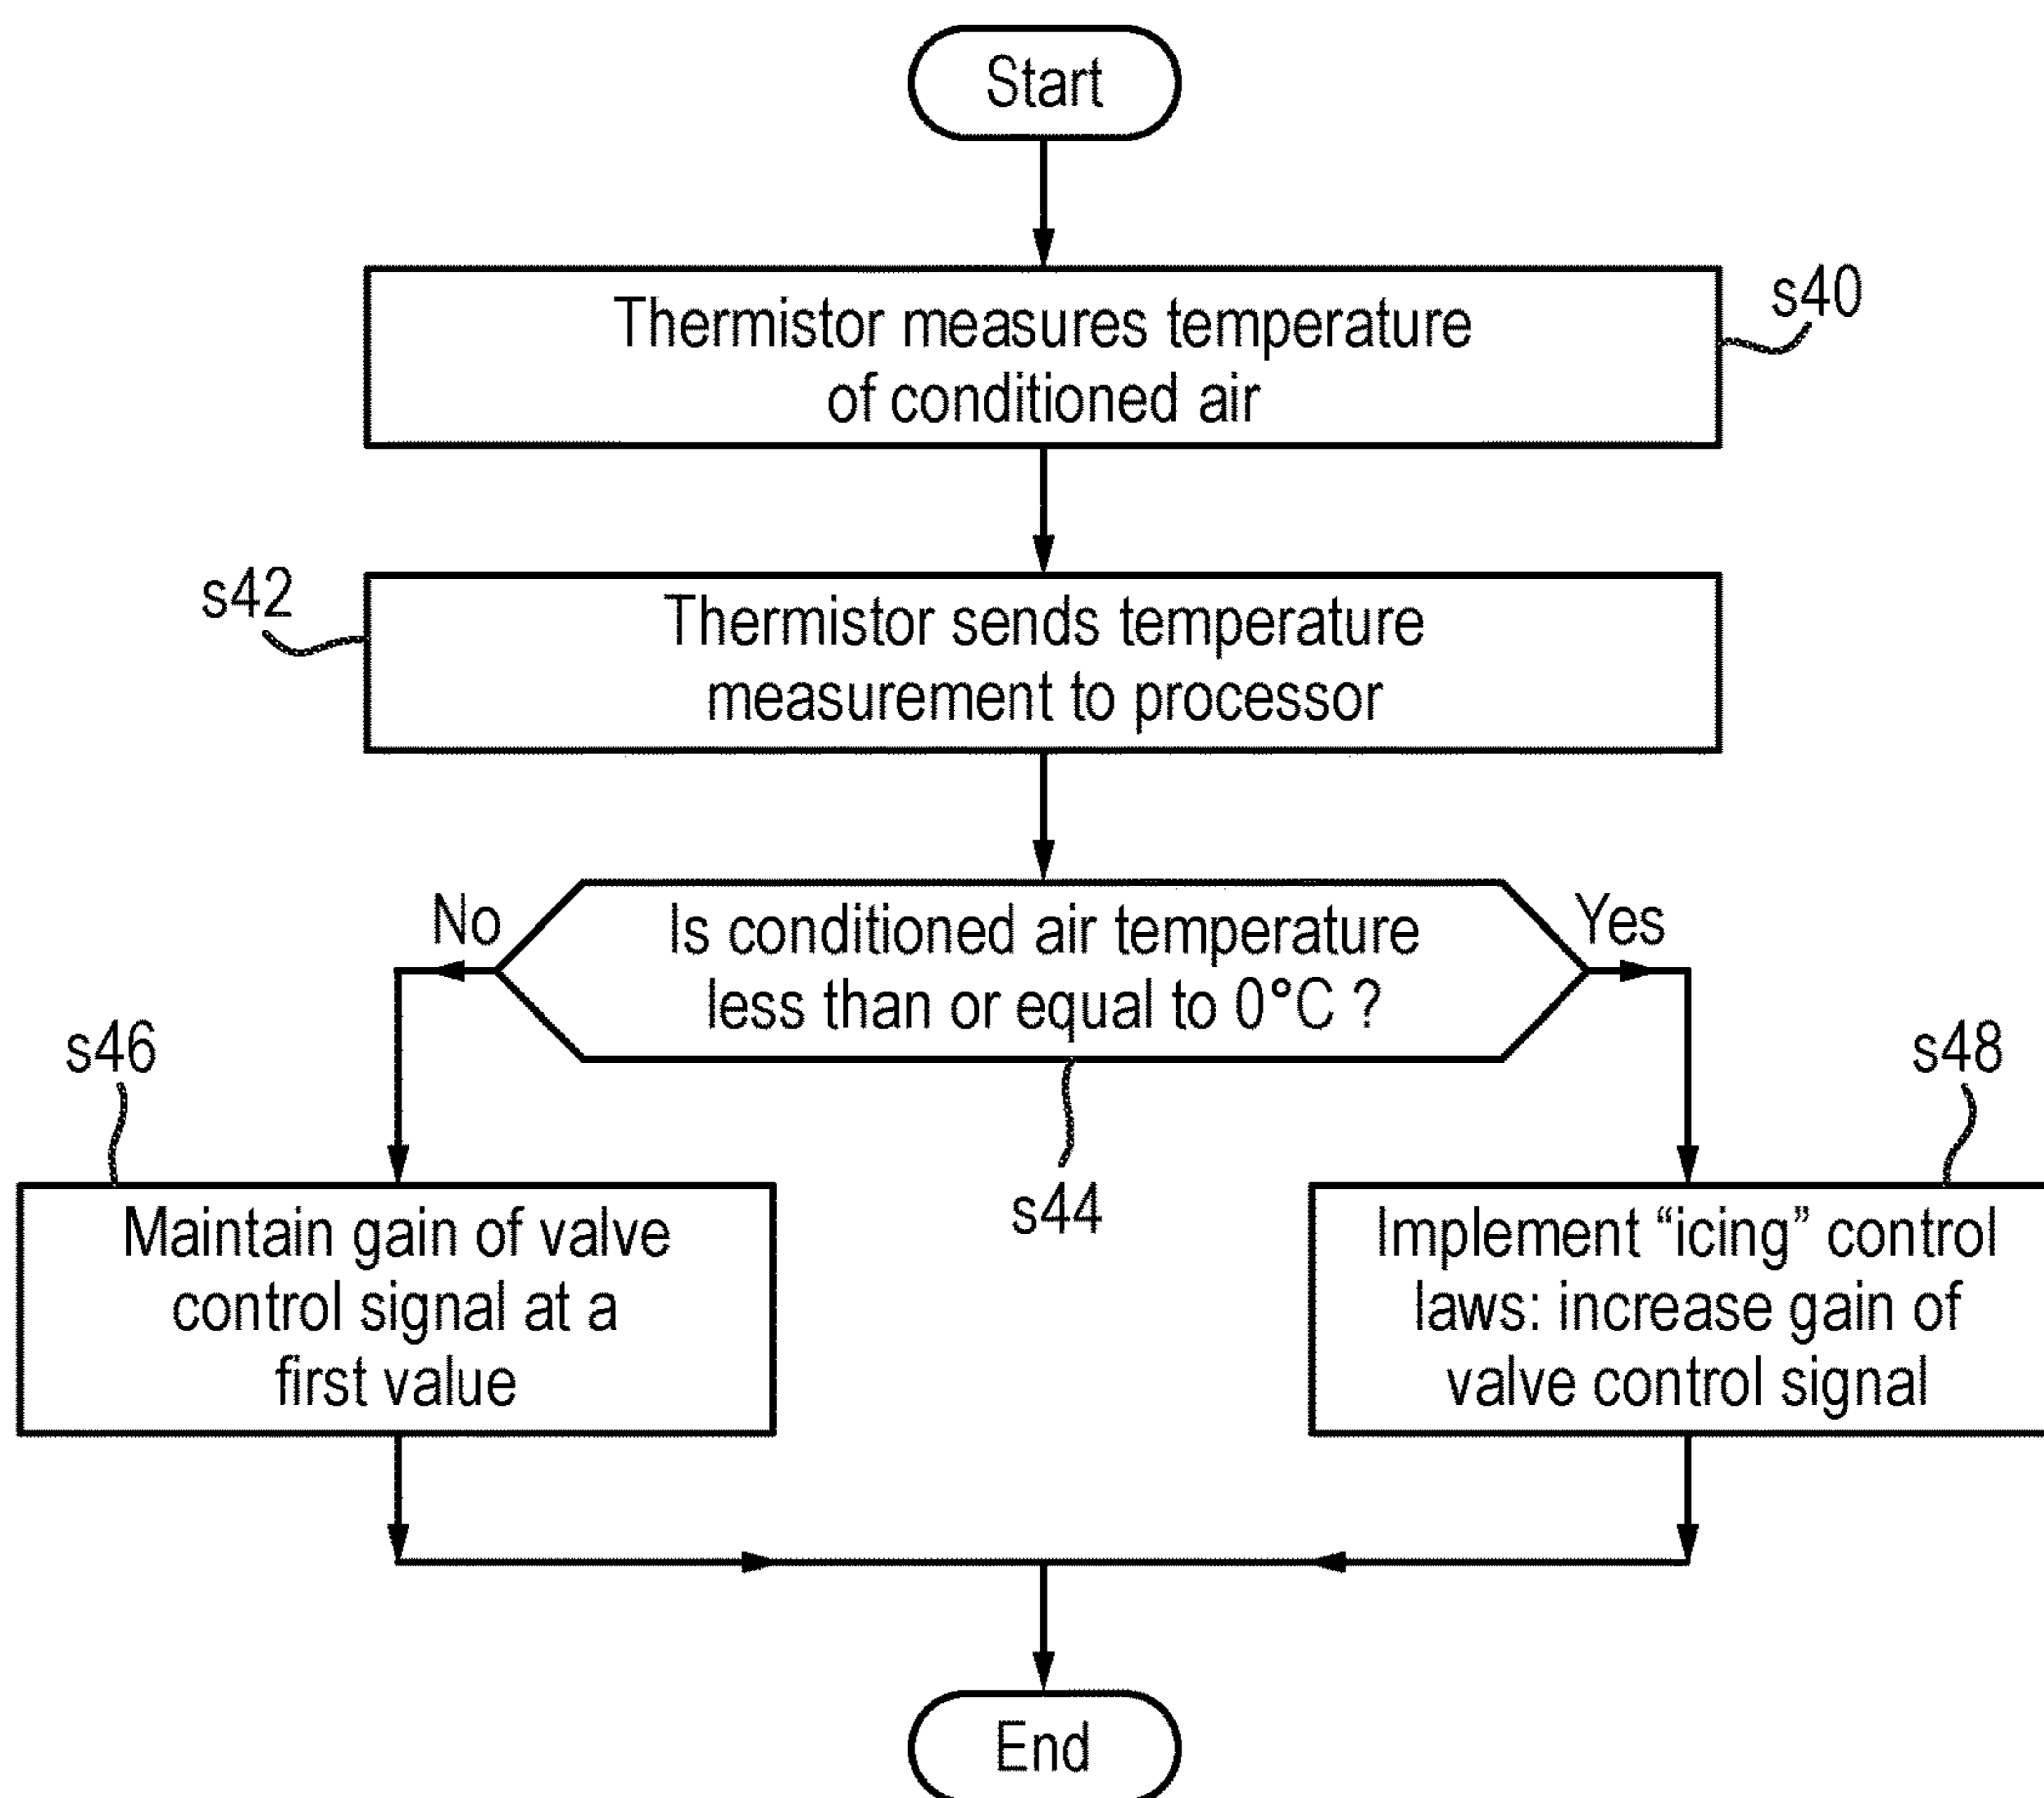 Start
Thermistor measures temperature
of conditioned air
s40
s42
Thermistor sends temperature
measurement to processor
No
Is conditioned air temperature
less than or equal to 0°C ?
Yes
s46
s44
s48
Maintain gain of valve
control signal at a
first value
Implement “icing” control
laws: increase gain of
valve control signal
End